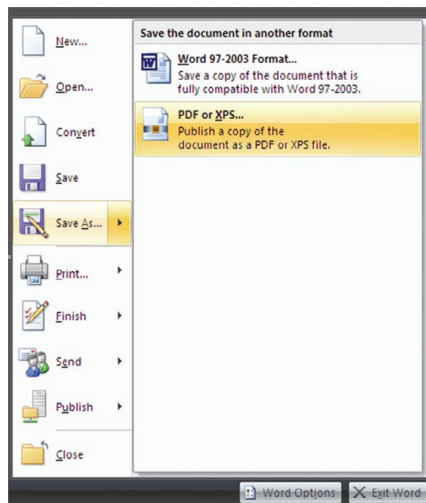 New...
Open...
Convert
Save
Save As...
Print...
Finish
Send
Publish
Close
Save the document in another format
Word 97-2003 Format...
Save a copy of the document that is
fully compatible with Word 97-2003.
PDF or XPS...
Publish a copy of the
document as a PDF or XPS file.
Word Options
Exit Word